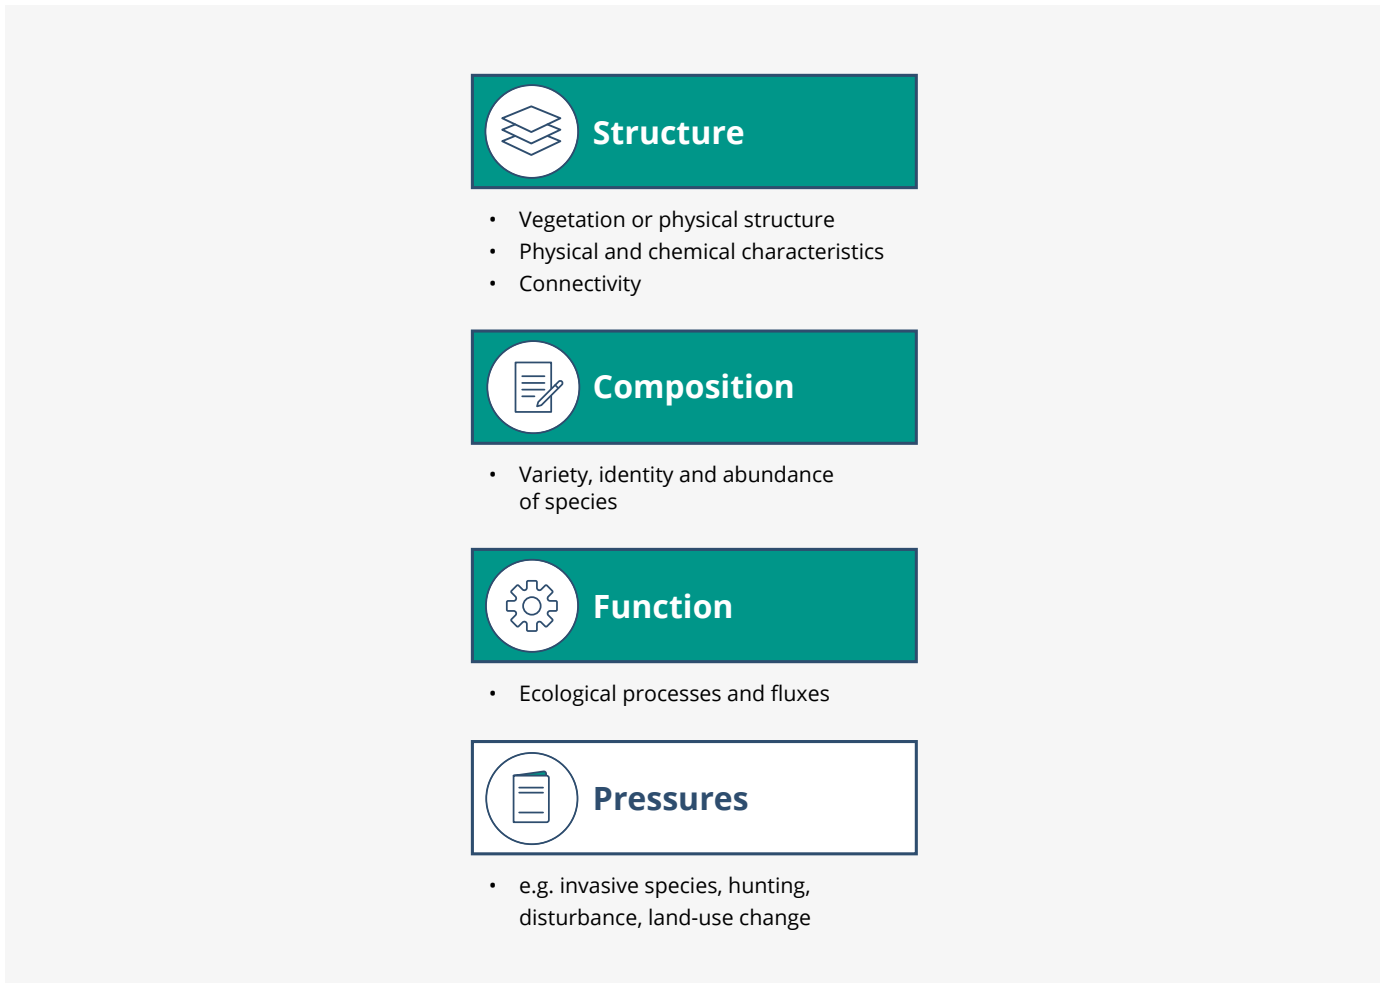 Structure
• Vegetation or physical structure
• Physical and chemical characteristics
• Connectivity
Composition
• Variety, identity and abundance
of species
Function
• Ecological processes and fluxes
Pressures
• e.g. invasive species, hunting,
disturbance, land-use change